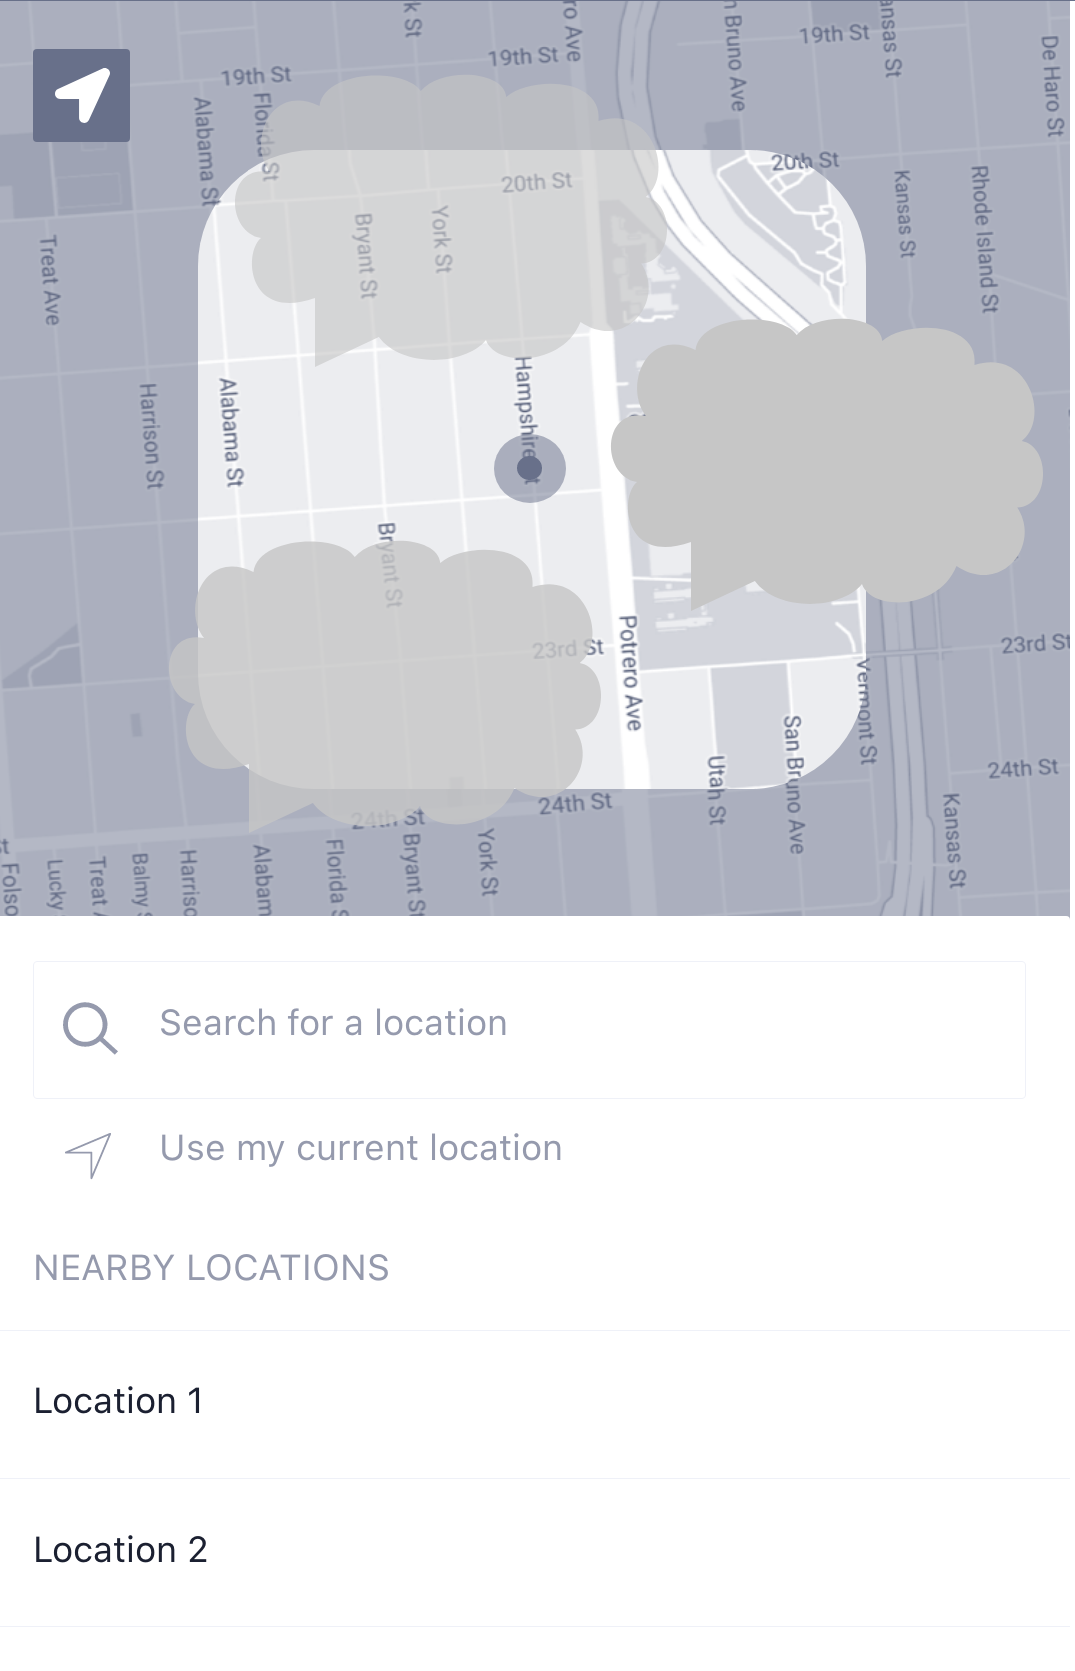 k St
ro Ave
19th St
19th St
n Bruno Ave
19th St
ansas St
De Haro St
Alabama St
Florida St
20th St
20th St
Kansas St
Rhode Island St
Treat Ave
Bryant St
York St
Harrison St
Alabama St
Hampshire
Bryant St
23rd St
Potrero Ave
23rd St
Vermont St
Utah St
San Bruno Ave
24th St
24th St
24th St
Kansas St
st
Folso
Lucky
Treat A
Balmy S
Harriso
Alabam
Florida S
Bryant St
York St
Search for a location
Use my current location
NEARBY LOCATIONS
Location 1
Location 2